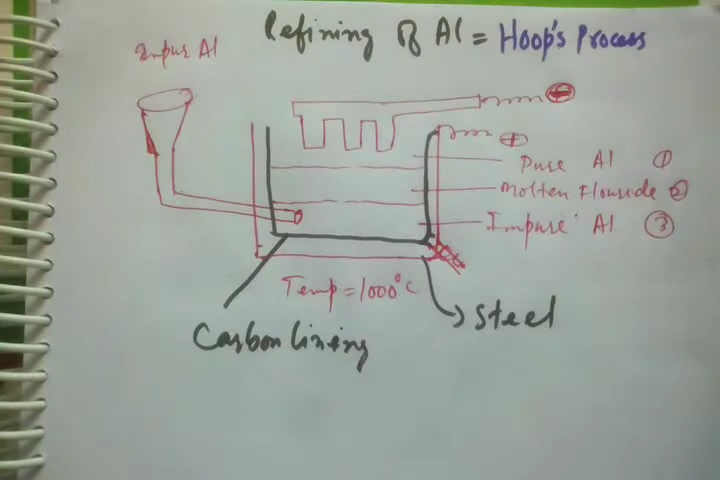 Refining Of Al = Hoop's Process
Impur Al
⊖
⊕
Pure Al ①
Molten Flouride ②
Impure Al ③
Temp = 1000°C
Steel
Carbon lining